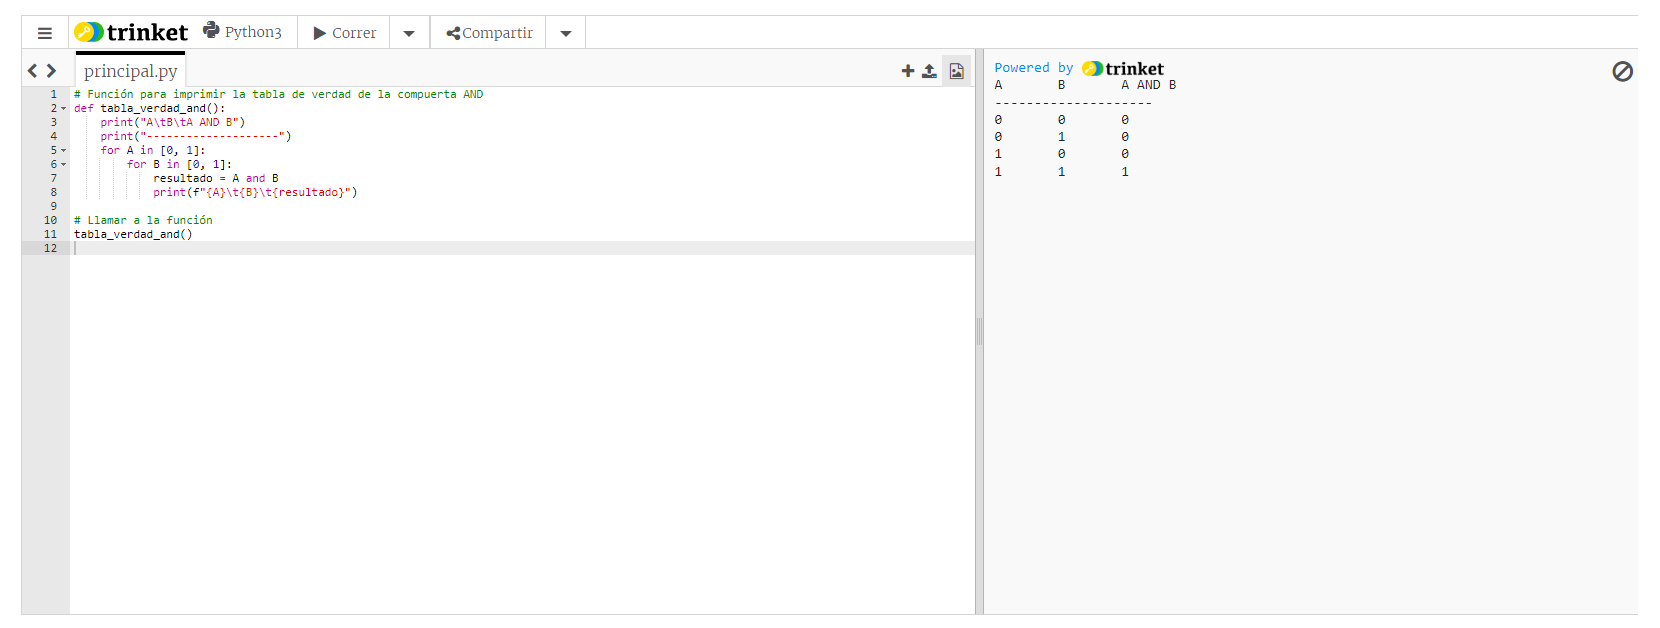 trinket Python3 Correr Compartir
principal.py
1 # Función para imprimir la tabla de verdad de la compuerta AND
2 def tabla_verdad_and():
3 print("A\tB\tA AND B")
4 print("--------------------")
5 for A in [0, 1]:
6 for B in [0, 1]:
7 resultado = A and B
8 print(f"{A}\t{B}\t{resultado}")
9
10 # Llamar a la función
11 tabla_verdad_and()
12
Powered by trinket
A B A AND B
--------------------
0 0 0
0 1 0
1 0 0
1 1 1